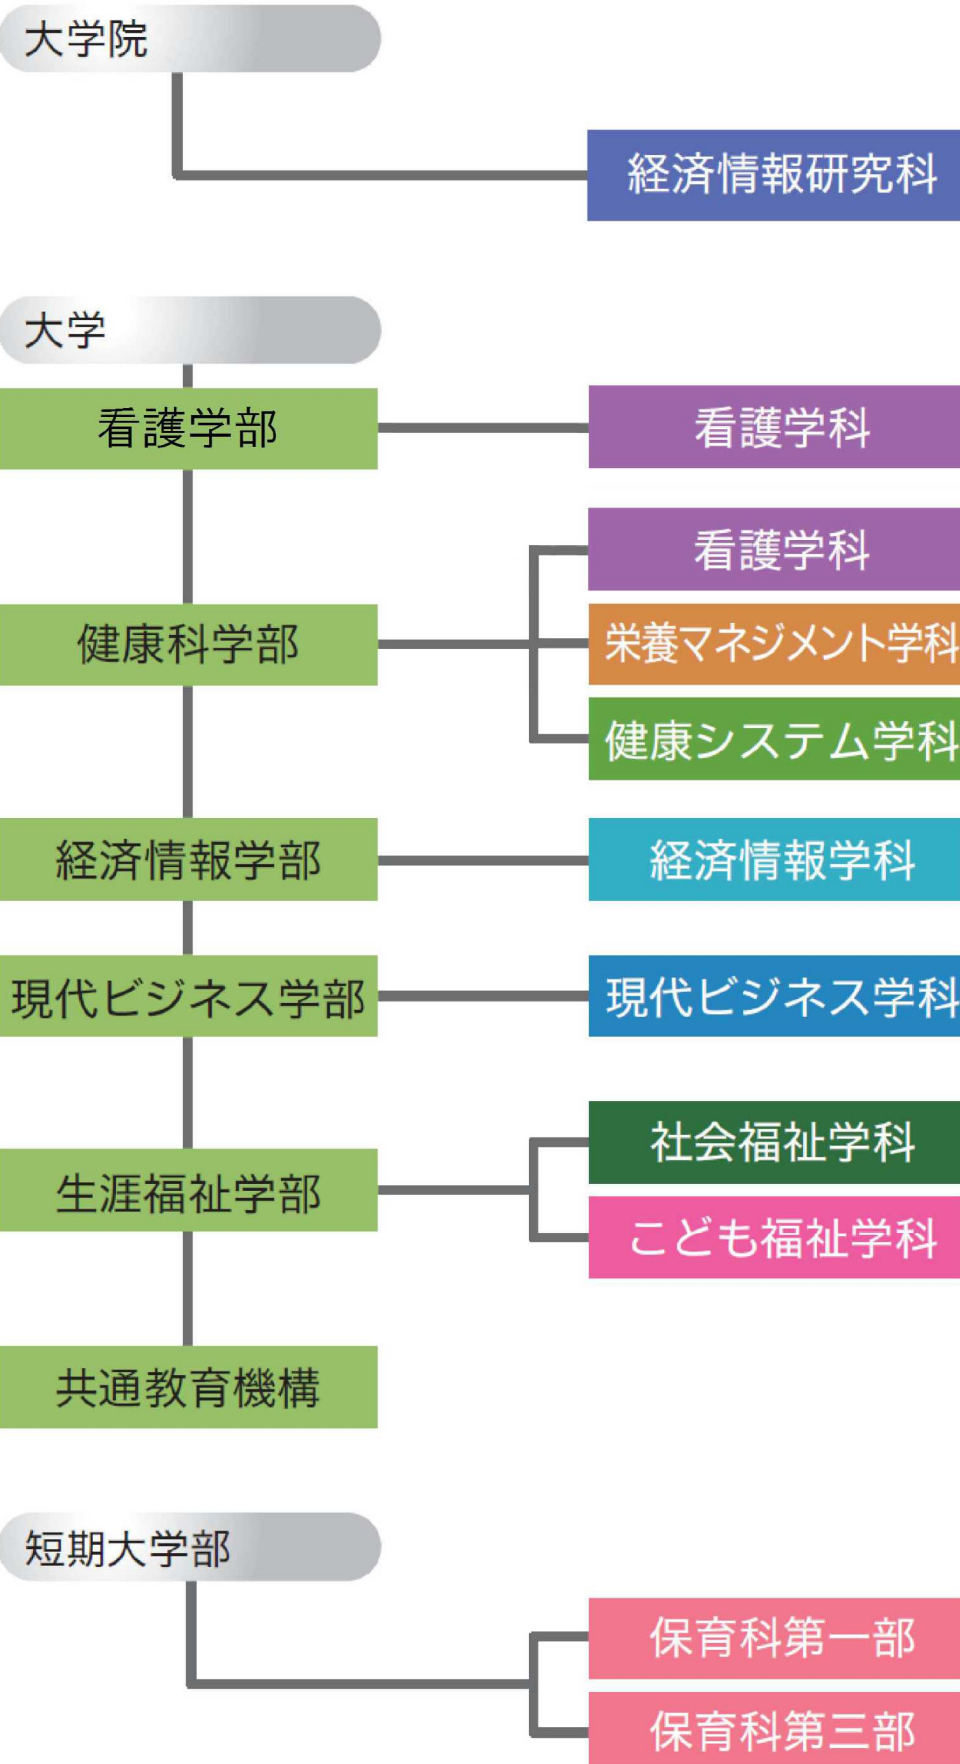 大学院
経済情報研究科
大学
看護学部
看護学科
看護学科
健康科学部
栄養マネジメント学科
健康システム学科
経済情報学部
経済情報学科
現代ビジネス学部
現代ビジネス学科
社会福祉学科
生涯福祉学部
こども福祉学科
共通教育機構
短期大学部
保育科第一部
保育科第三部